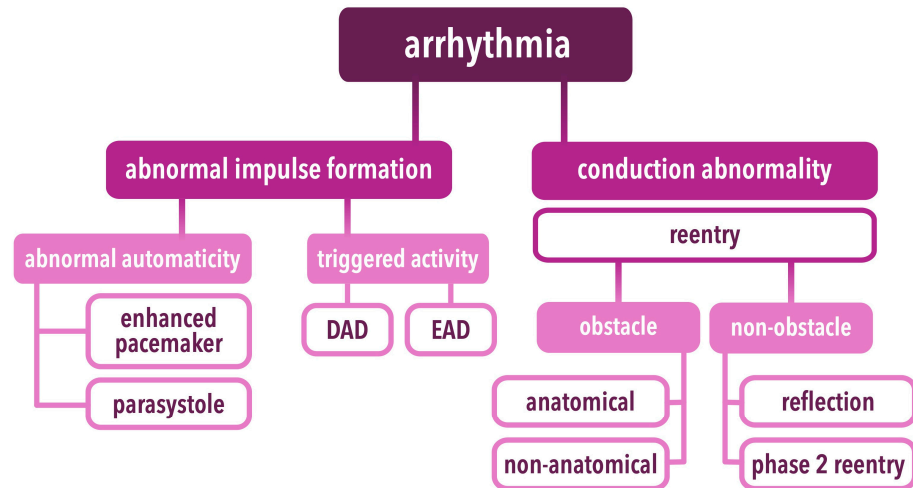 arrhythmia
abnormal impulse formation
conduction abnormality
reentry
abnormal automaticity
triggered activity
enhanced
pacemaker
parasystole
DAD
EAD
obstacle
non-obstacle
anatomical
non-anatomical
reflection
phase 2 reentry